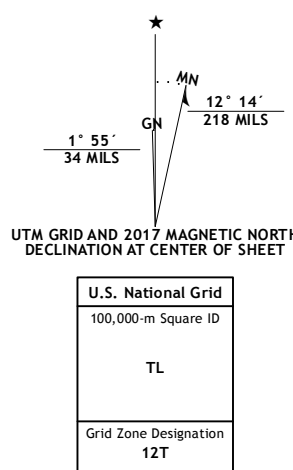 ★
MN
GN
12° 14´
218 MILS
1° 55´
34 MILS
UTM GRID AND 2017 MAGNETIC NORTH
DECLINATION AT CENTER OF SHEET
U.S. National Grid
100,000-m Square ID
TL
Grid Zone Designation
12T